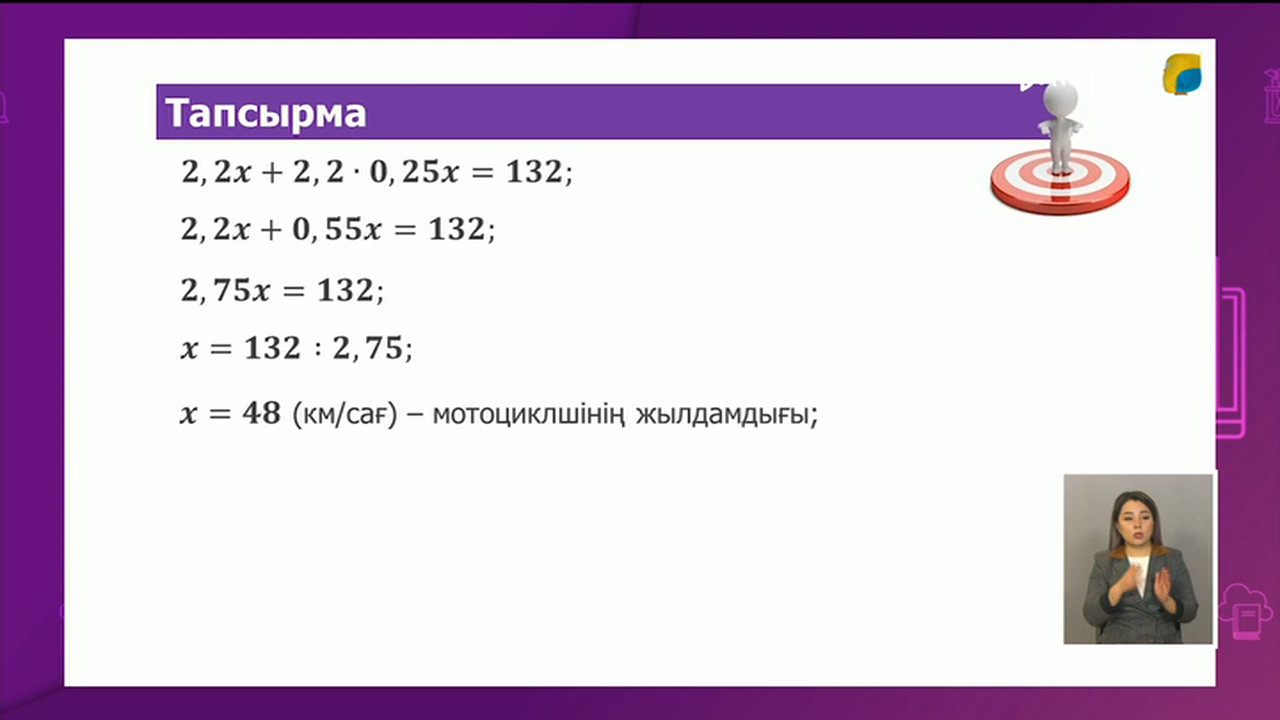 Тапсырма
2,2x + 2,2 · 0,25x = 132;
2,2x + 0,55x = 132;
2,75x = 132;
x = 132 : 2,75;
x = 48 (км/сағ) – мотоциклшінің жылдамдығы;